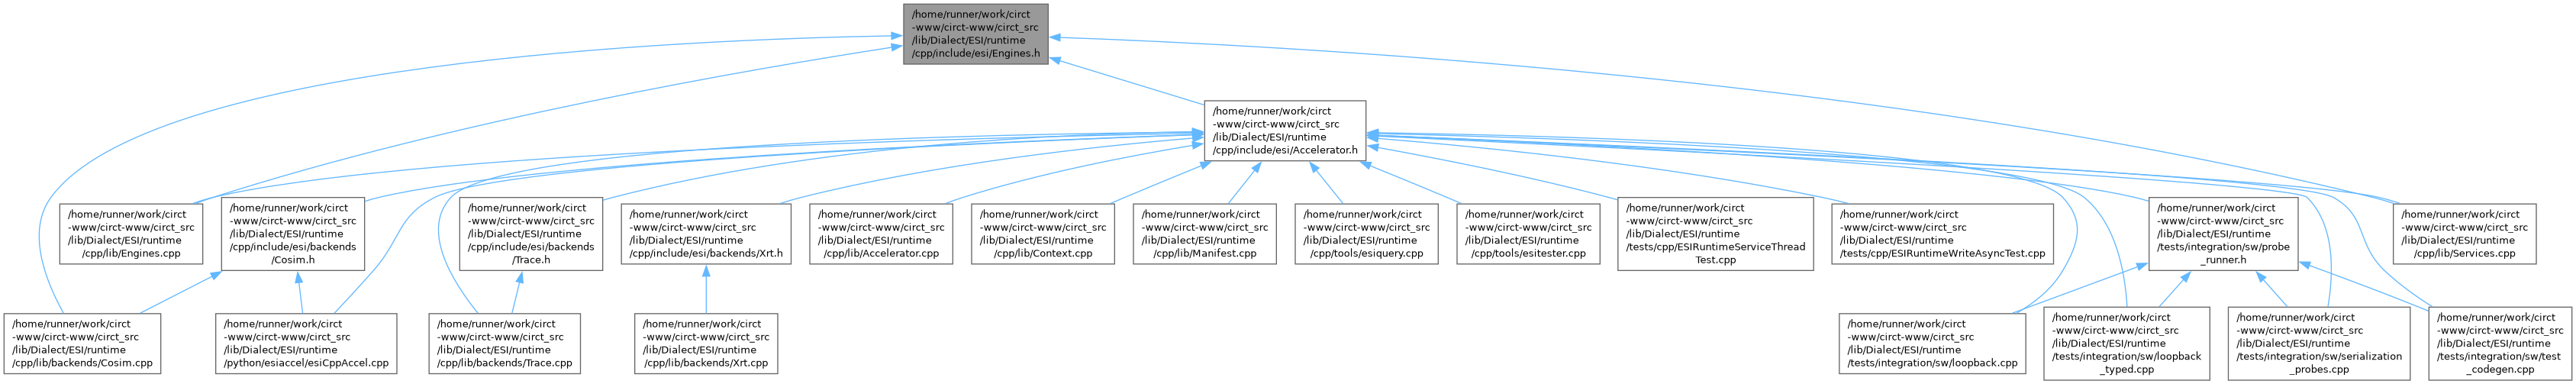 /home/runner/work/circt
-www/circt-www/circt_src
/lib/Dialect/ESI/runtime
/cpp/include/esi/Engines.h
/home/runner/work/circt
-www/circt-www/circt_src
/lib/Dialect/ESI/runtime
/cpp/include/esi/Accelerator.h
/home/runner/work/circt
-www/circt-www/circt_src
/lib/Dialect/ESI/runtime
/cpp/lib/Engines.cpp
/home/runner/work/circt
-www/circt-www/circt_src
/lib/Dialect/ESI/runtime
/cpp/include/esi/backends
/Cosim.h
/home/runner/work/circt
-www/circt-www/circt_src
/lib/Dialect/ESI/runtime
/cpp/include/esi/backends
/Trace.h
/home/runner/work/circt
-www/circt-www/circt_src
/lib/Dialect/ESI/runtime
/cpp/include/esi/backends/Xrt.h
/home/runner/work/circt
-www/circt-www/circt_src
/lib/Dialect/ESI/runtime
/cpp/lib/Accelerator.cpp
/home/runner/work/circt
-www/circt-www/circt_src
/lib/Dialect/ESI/runtime
/cpp/lib/Context.cpp
/home/runner/work/circt
-www/circt-www/circt_src
/lib/Dialect/ESI/runtime
/cpp/lib/Manifest.cpp
/home/runner/work/circt
-www/circt-www/circt_src
/lib/Dialect/ESI/runtime
/cpp/tools/esiquery.cpp
/home/runner/work/circt
-www/circt-www/circt_src
/lib/Dialect/ESI/runtime
/cpp/tools/esitester.cpp
/home/runner/work/circt
-www/circt-www/circt_src
/lib/Dialect/ESI/runtime
/tests/cpp/ESIRuntimeServiceThread
Test.cpp
/home/runner/work/circt
-www/circt-www/circt_src
/lib/Dialect/ESI/runtime
/tests/cpp/ESIRuntimeWriteAsyncTest.cpp
/home/runner/work/circt
-www/circt-www/circt_src
/lib/Dialect/ESI/runtime
/tests/integration/sw/probe
_runner.h
/home/runner/work/circt
-www/circt-www/circt_src
/lib/Dialect/ESI/runtime
/cpp/lib/Services.cpp
/home/runner/work/circt
-www/circt-www/circt_src
/lib/Dialect/ESI/runtime
/cpp/lib/backends/Cosim.cpp
/home/runner/work/circt
-www/circt-www/circt_src
/lib/Dialect/ESI/runtime
/python/esiaccel/esiCppAccel.cpp
/home/runner/work/circt
-www/circt-www/circt_src
/lib/Dialect/ESI/runtime
/cpp/lib/backends/Trace.cpp
/home/runner/work/circt
-www/circt-www/circt_src
/lib/Dialect/ESI/runtime
/cpp/lib/backends/Xrt.cpp
/home/runner/work/circt
-www/circt-www/circt_src
/lib/Dialect/ESI/runtime
/tests/integration/sw/loopback.cpp
/home/runner/work/circt
-www/circt-www/circt_src
/lib/Dialect/ESI/runtime
/tests/integration/sw/loopback
_typed.cpp
/home/runner/work/circt
-www/circt-www/circt_src
/lib/Dialect/ESI/runtime
/tests/integration/sw/serialization
_probes.cpp
/home/runner/work/circt
-www/circt-www/circt_src
/lib/Dialect/ESI/runtime
/tests/integration/sw/test
_codegen.cpp